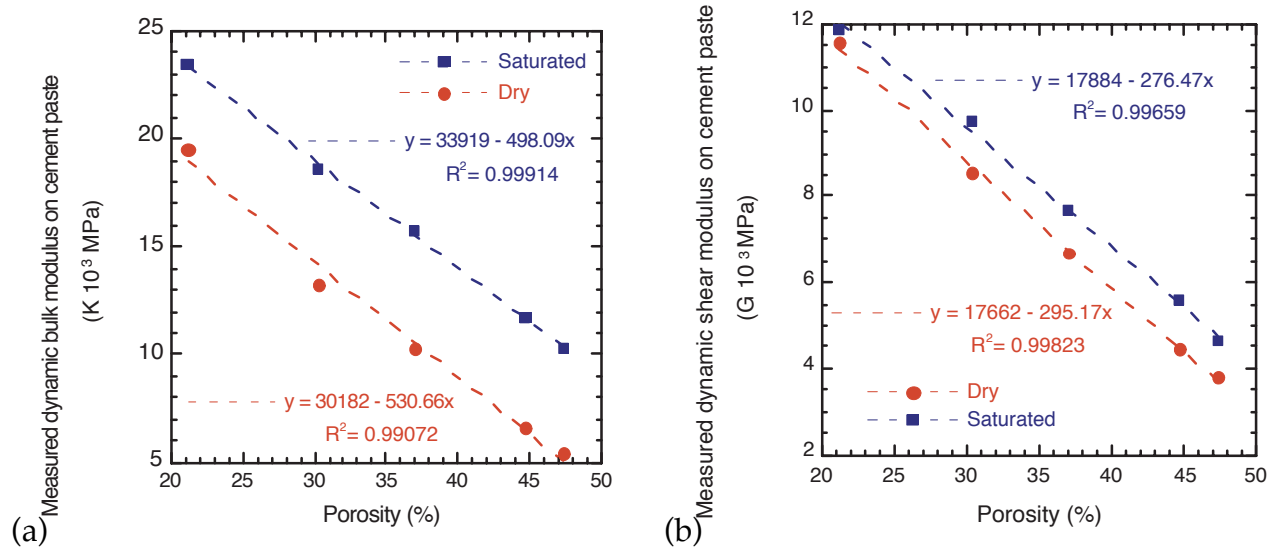 Measured dynamic bulk modulus on cement paste
(K 10³ MPa)
25
20
15
10
5
Saturated
Dry
y = 33919 - 498.09x
R² = 0.99914
y = 30182 - 530.66x
R² = 0.99072
20 25 30 35 40 45 50
Porosity (%)
(a)
Measured dynamic shear modulus on cement paste
(G 10³ MPa)
12
10
8
6
4
2
y = 17884 - 276.47x
R² = 0.99659
y = 17662 - 295.17x
R² = 0.99823
Dry
Saturated
20 25 30 35 40 45 50
Porosity (%)
(b)